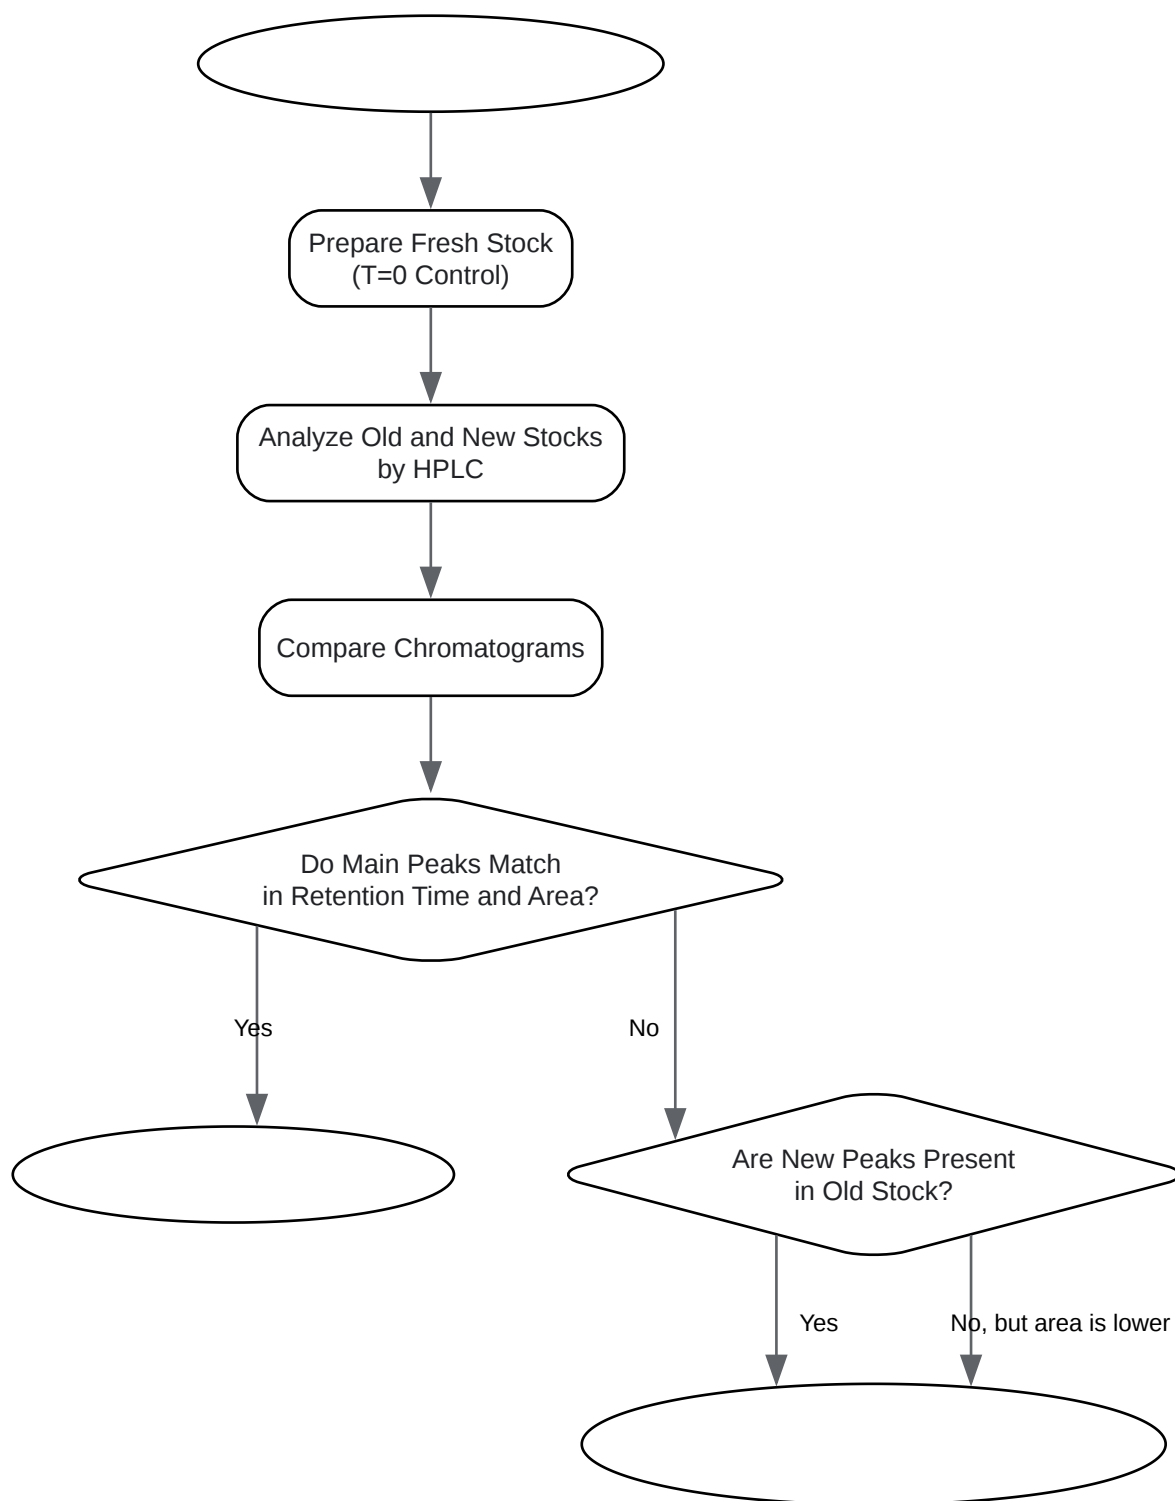 Prepare Fresh Stock
(T=0 Control)
Analyze Old and New Stocks
by HPLC
Compare Chromatograms
Do Main Peaks Match
in Retention Time and Area?
Yes
No
Are New Peaks Present
in Old Stock?
Yes
No, but area is lower